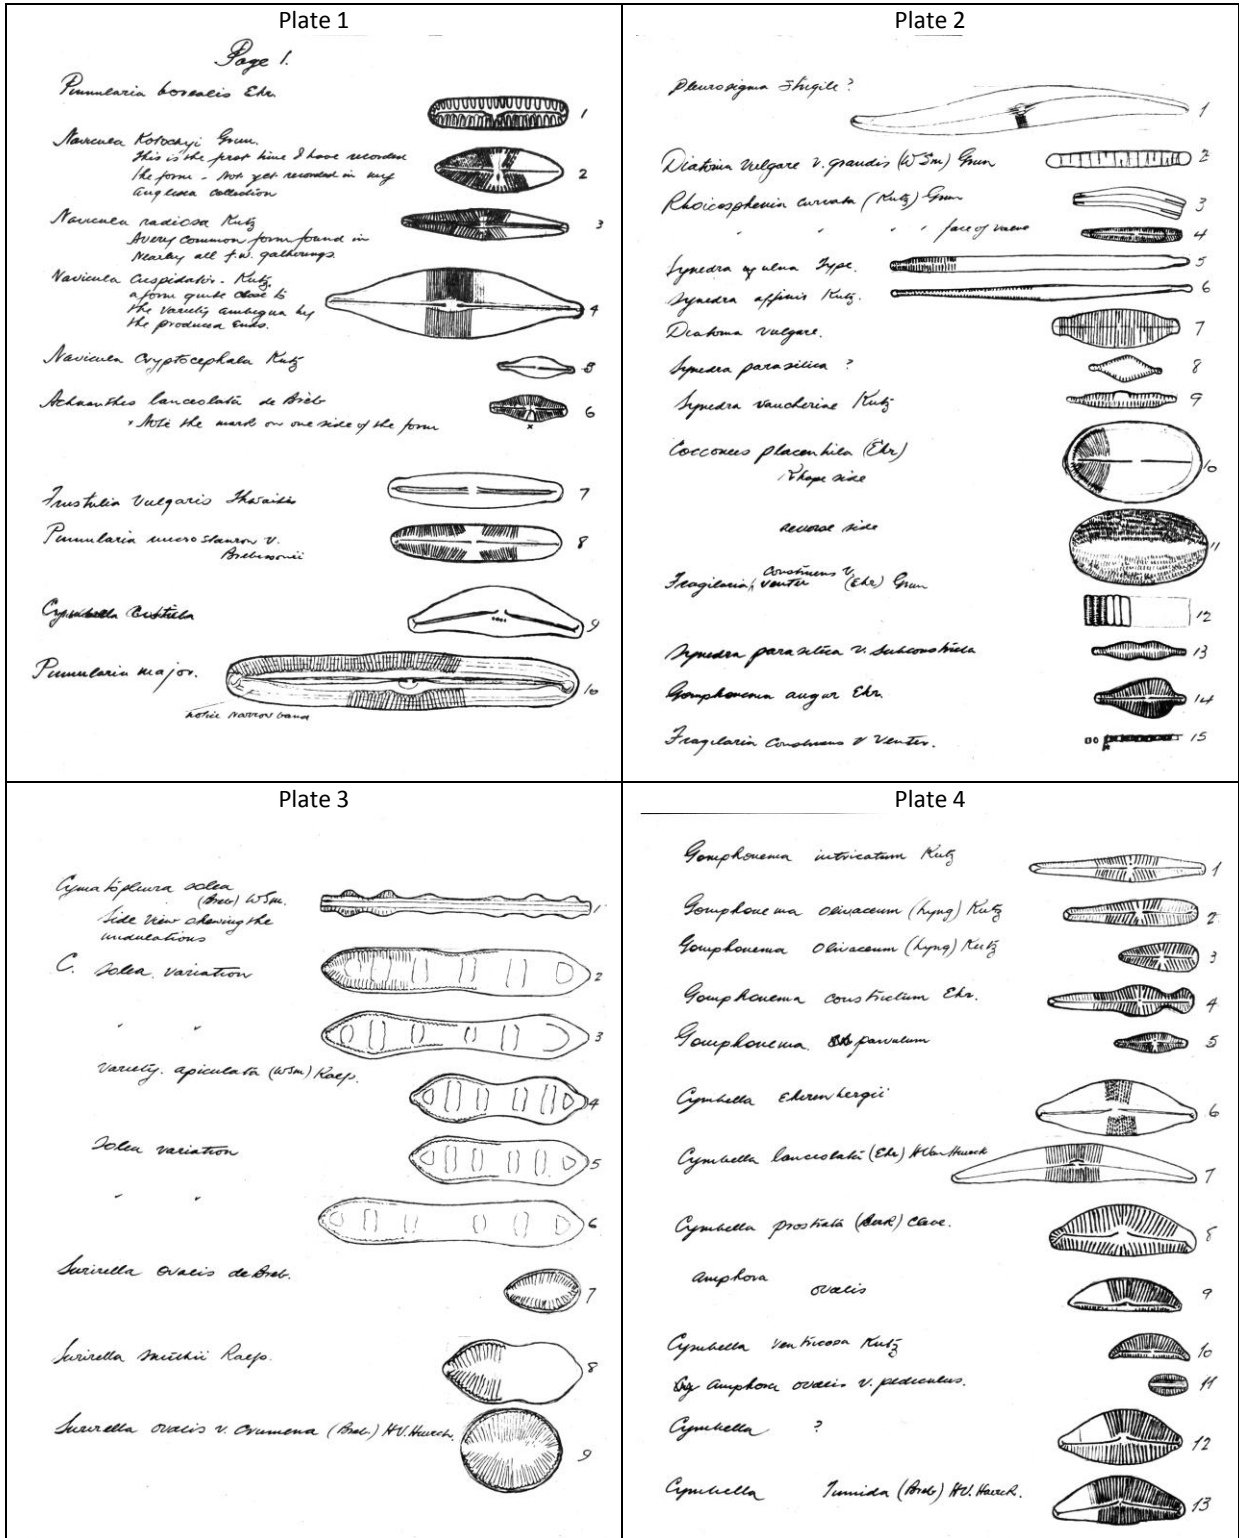 Plate 1
Page 1.
Pinnularia borealis Ehr.
1
Navicula Kotschyi Grun.
This is the first time I have recorded
the form - Not yet recorded in my
Anglesea collection
2
Navicula radiosa Kutz
A very common form found in
Nearly all f.w. gatherings.
3
Navicula Cuspidata. Kutz.
a form quite close to
the variety ambigua by
the produced ends.
4
Navicula Cryptocephala Kutz
5
Achnanthes lanceolata de Breb
x Note the mark on one side of the form
6
x
Frustulia vulgaris Thwaites
7
Pinnularia microstauron v.
Brebissonii
8
Cymbella Cistula
9
Pinnularia major.
10
notice narrow band
Plate 2
Pleurosigma ?
1
Diatoma vulgare v. grandis (W Sm) Grun
2
Rhoicosphenia curvata (Kutz) Grun
3
" " " " face of valve
4
Synedra ulna Type.
5
Synedra affinis Kutz.
6
Diatoma vulgare.
7
Synedra parasitica ?
8
Synedra vaucheriae Kutz
9
Cocconeis placentula (Ehr)
Rhape side
10
reverse side
11
Construens v.
Fragilaria venter (Ehr) Grun
12
Synedra parasitica v. Subconstricta
13
Gomphonema augur Ehr.
14
Fragilaria Construens v Venter.
15
Plate 3
Cymatopleura solea
(Breb) W Sm.
Side view showing the
undulations
1
C. solea variation
2
" "
3
variety. apiculata (W Sm) Ralfs.
4
Solea variation
5
" "
6
Surirella ovalis de Breb.
7
Surirella smithii Ralfs.
8
Surirella ovalis v. Crumena (Breb) H V. Heurck.
9
Plate 4
Gomphonema intricatum Kutz
1
Gomphonema olivaceum (Lyng) Kutz
2
Gomphonema Olivaceum (Lyng) Kutz
3
Gomphonema constrictum Ehr.
4
Gomphonema parvulum
5
Cymbella Eherenbergii
6
Cymbella lanceolata (Ehr) H Van Heurck
7
Cymbella prostrata (Berk) Cleve.
8
Amphora
ovalis
9
Cymbella ventricosa Kutz
10
Amphora ovalis v. pediculus.
11
Cymbella ?
12
Cymbella Tumida (Breb) H V. Heurck.
13